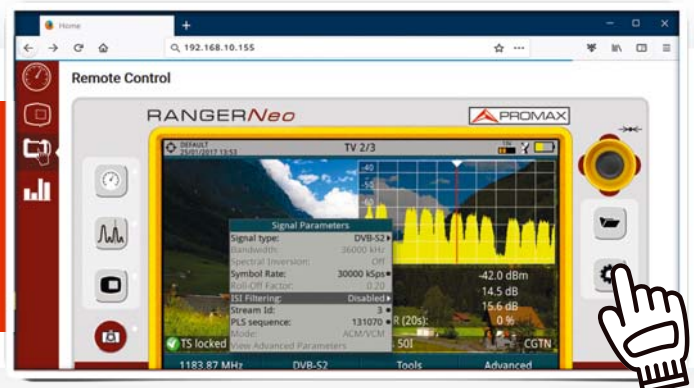 Home
192.168.10.155
Remote Control
RANGERNeo
PROMAX
DEFAULT
25/01/2017 13:53
TV 2/3
-40
-50
-60
Signal Parameters
Signal type: DVB-S2
Bandwidth: 36000 kHz
Spectral Inversion: Off
Symbol Rate: 30000 kSps
Roll-Off Factor: 0.20
ISI Filtering: Disabled
Stream Id: 3
PLS sequence: 131070
Mode: ACM/VCM
View Advanced Parameters
-42.0 dBm
14.5 dB
15.6 dB
R (20s): 0 %
TS locked
50I
CGTN
1183.87 MHz
DVB-S2
Tools
Advanced